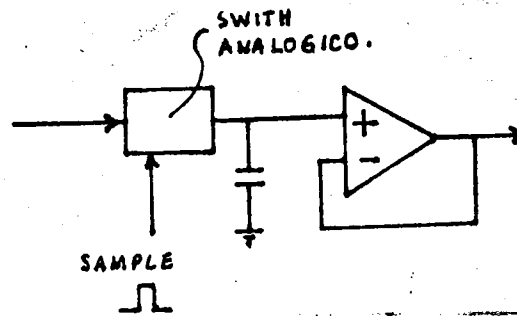 SWITH
ANALOGICO.
+
-
SAMPLE